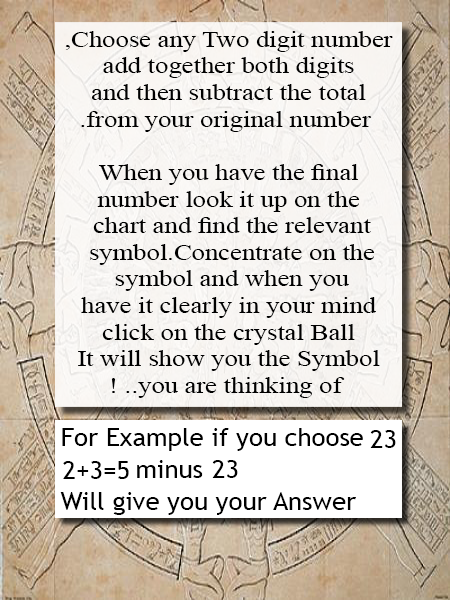 ,Choose any Two digit number
add together both digits
and then subtract the total
.from your original number
When you have the final
number look it up on the
chart and find the relevant
symbol.Concentrate on the
symbol and when you
have it clearly in your mind
click on the crystal Ball
It will show you the Symbol
! ..you are thinking of
For Example if you choose 23
2+3=5 minus 23
Will give you your Answer